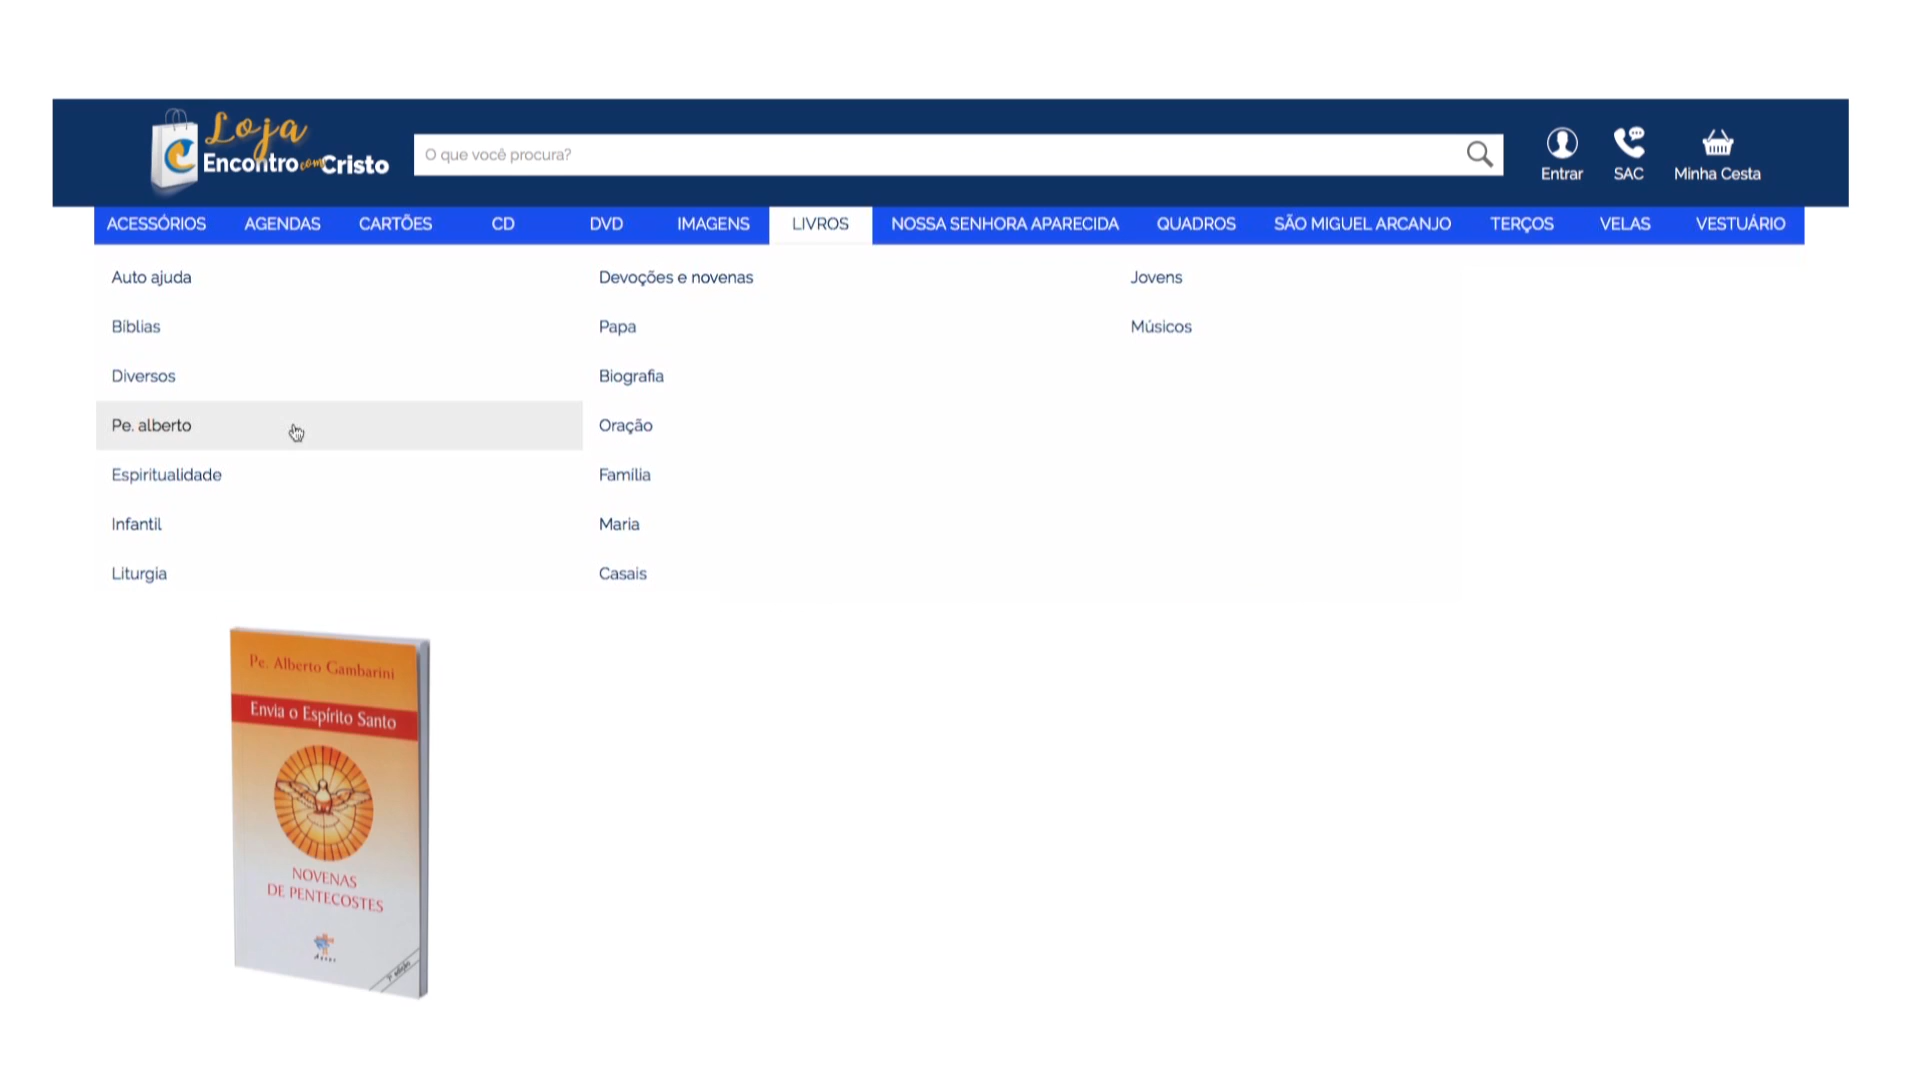 Loja
Encontro com Cristo
O que você procura?
Entrar
SAC
Minha Cesta
ACESSÓRIOS
AGENDAS
CARTÕES
CD
DVD
IMAGENS
LIVROS
NOSSA SENHORA APARECIDA
QUADROS
SÃO MIGUEL ARCANJO
TERÇOS
VELAS
VESTUÁRIO
Auto ajuda
Bíblias
Diversos
Pe. alberto
Espiritualidade
Infantil
Liturgia
Devoções e novenas
Papa
Biografia
Oração
Família
Maria
Casais
Jovens
Músicos
Pe. Alberto Gambarini
Envia o Espírito Santo
NOVENAS
DE PENTECOSTES
edição